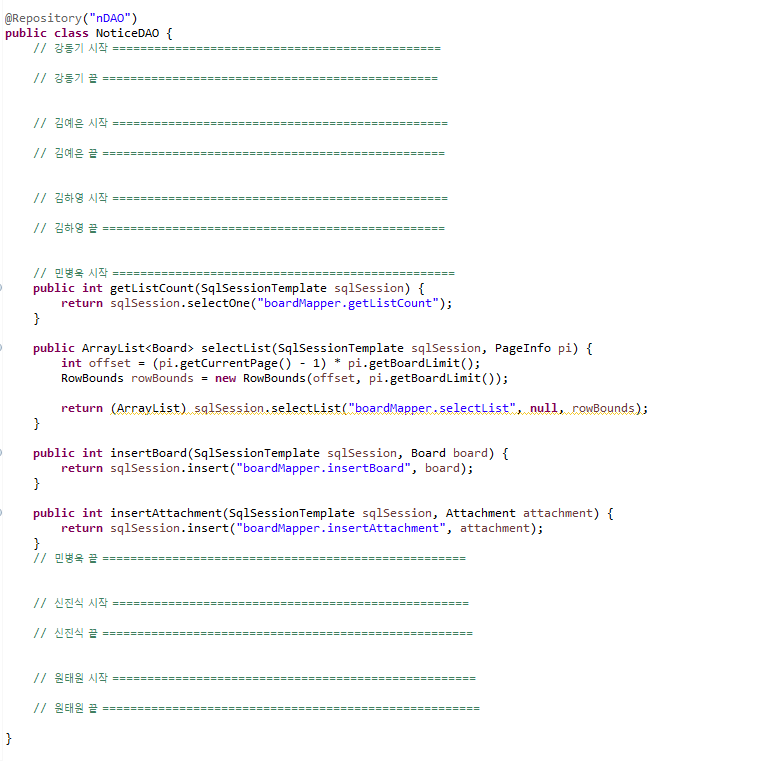 @Repository("nDAO")
public class NoticeDAO {
// 강통기 시작 ================================================
// 강통기 끝 ================================================
// 김예은 시작 ================================================
// 김예은 끝 =================================================
// 김하영 시작 ================================================
// 김하영 끝 =================================================
// 민병욱 시작 =================================================
public int getListCount(SqlSessionTemplate sqlSession) {
return sqlSession.selectOne("boardMapper.getListCount");
}
public ArrayList<Board> selectList(SqlSessionTemplate sqlSession, PageInfo pi) {
int offset = (pi.getCurrentPage() - 1) * pi.getBoardLimit();
RowBounds rowBounds = new RowBounds(offset, pi.getBoardLimit());
return (ArrayList) sqlSession.selectList("boardMapper.selectList", null, rowBounds);
}
public int insertBoard(SqlSessionTemplate sqlSession, Board board) {
return sqlSession.insert("boardMapper.insertBoard", board);
}
public int insertAttachment(SqlSessionTemplate sqlSession, Attachment attachment) {
return sqlSession.insert("boardMapper.insertAttachment", attachment);
}
// 민병욱 끝 ====================================================
// 신진식 시작 ===================================================
// 신진식 끝 =====================================================
// 원태원 시작 ====================================================
// 원태원 끝 ======================================================
}